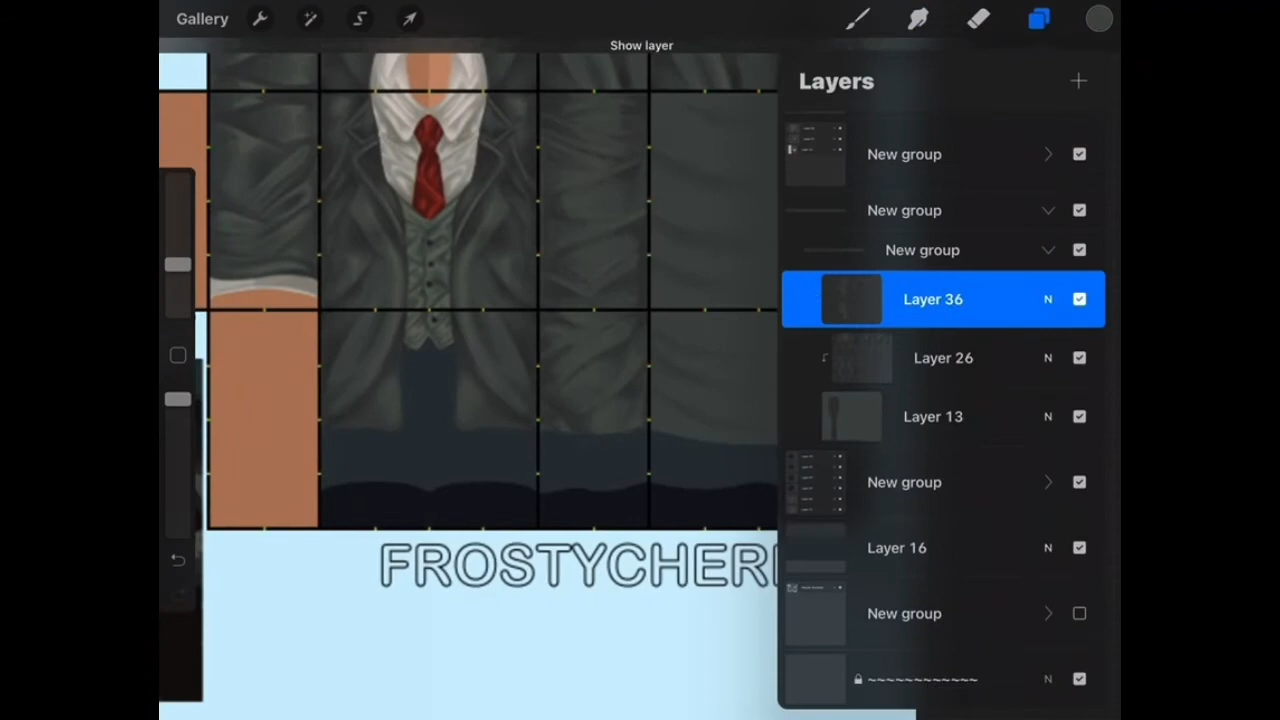 Gallery
Show layer
Layers
New group
New group
New group
Layer 36 N
Layer 26 N
Layer 13 N
New group
Layer 16 N
New group
~~~~~~~~~~~~ N
FROSTYCHER